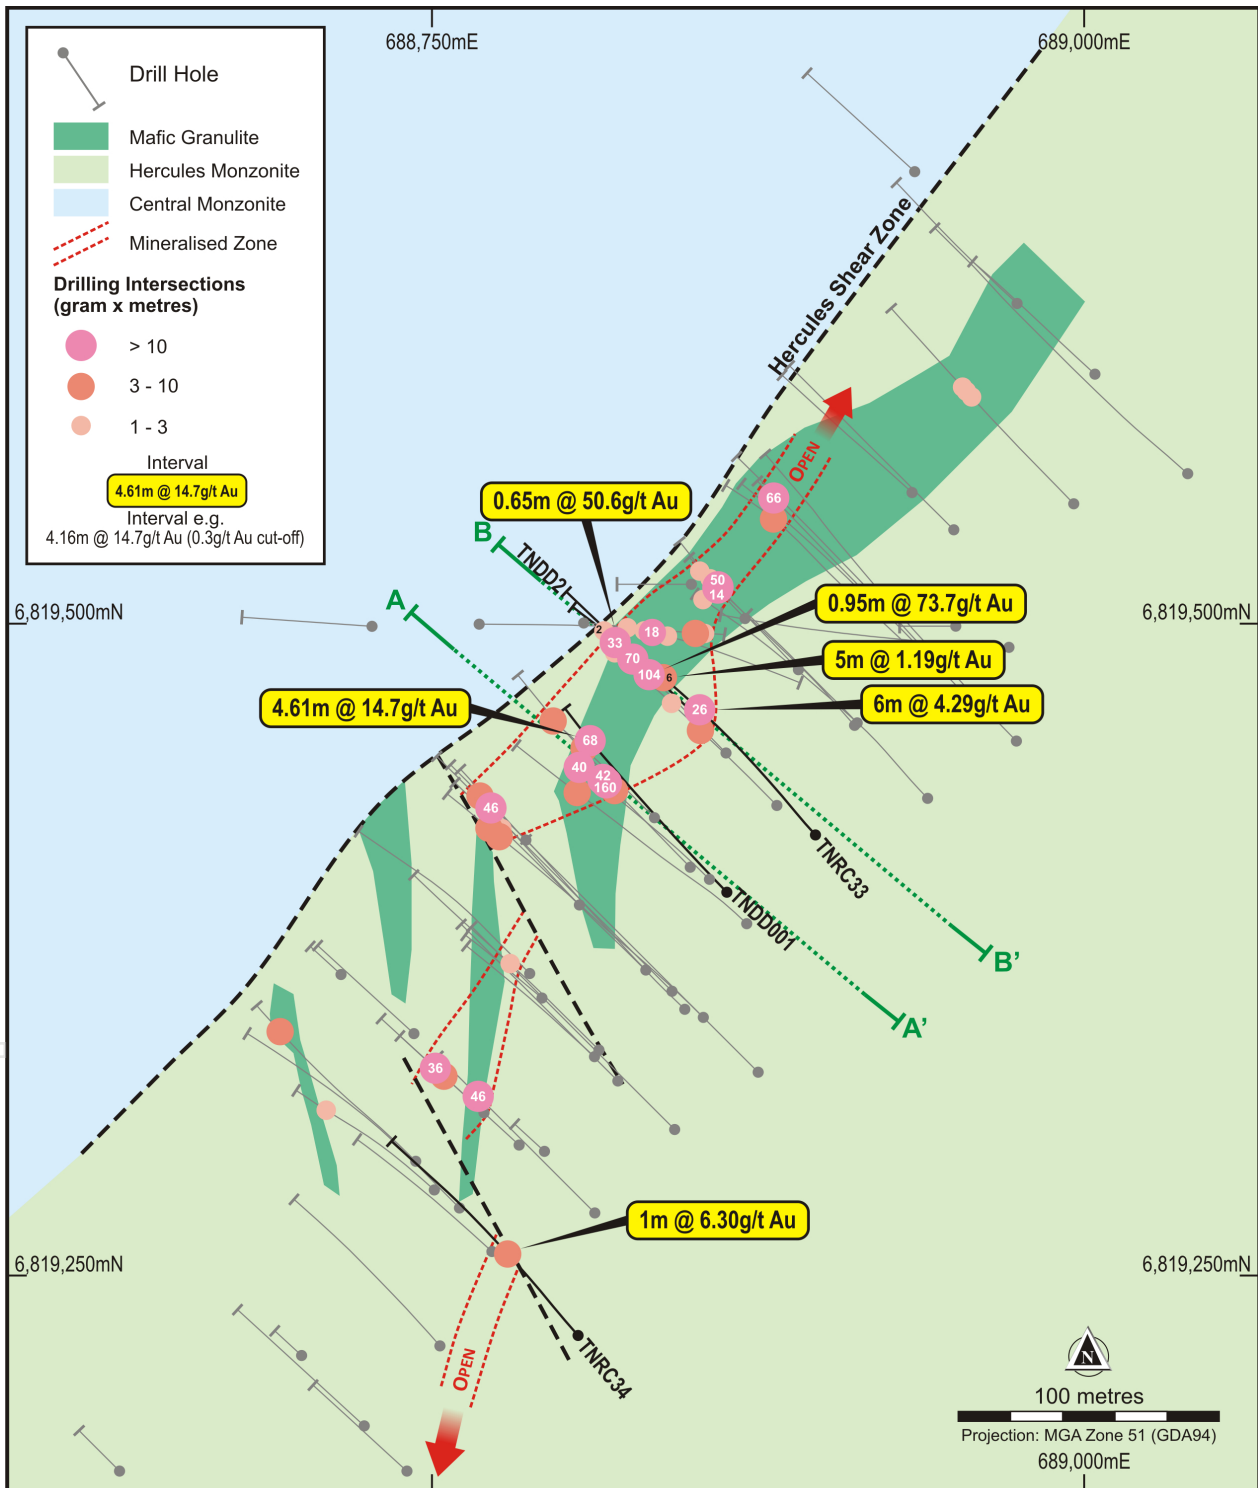 688,750mE
689,000mE
Drill Hole
Mafic Granulite
Hercules Monzonite
Central Monzonite
Mineralised Zone
Drilling Intersections
(gram x metres)
> 10
3 - 10
1 - 3
Interval
4.61m @ 14.7g/t Au
Interval e.g.
4.16m @ 14.7g/t Au (0.3g/t Au cut-off)
Hercules Shear Zone
OPEN
66
0.65m @ 50.6g/t Au
B
TNDD21
A
50
14
0.95m @ 73.7g/t Au
6,819,500mN
6,819,500mN
2
18
33
70
104
6
5m @ 1.19g/t Au
26
6m @ 4.29g/t Au
4.61m @ 14.7g/t Au
68
40
42
160
46
TNRC33
TNDD001
B'
A'
36
46
1m @ 6.30g/t Au
6,819,250mN
6,819,250mN
TNRC34
OPEN
N
100 metres
Projection: MGA Zone 51 (GDA94)
689,000mE